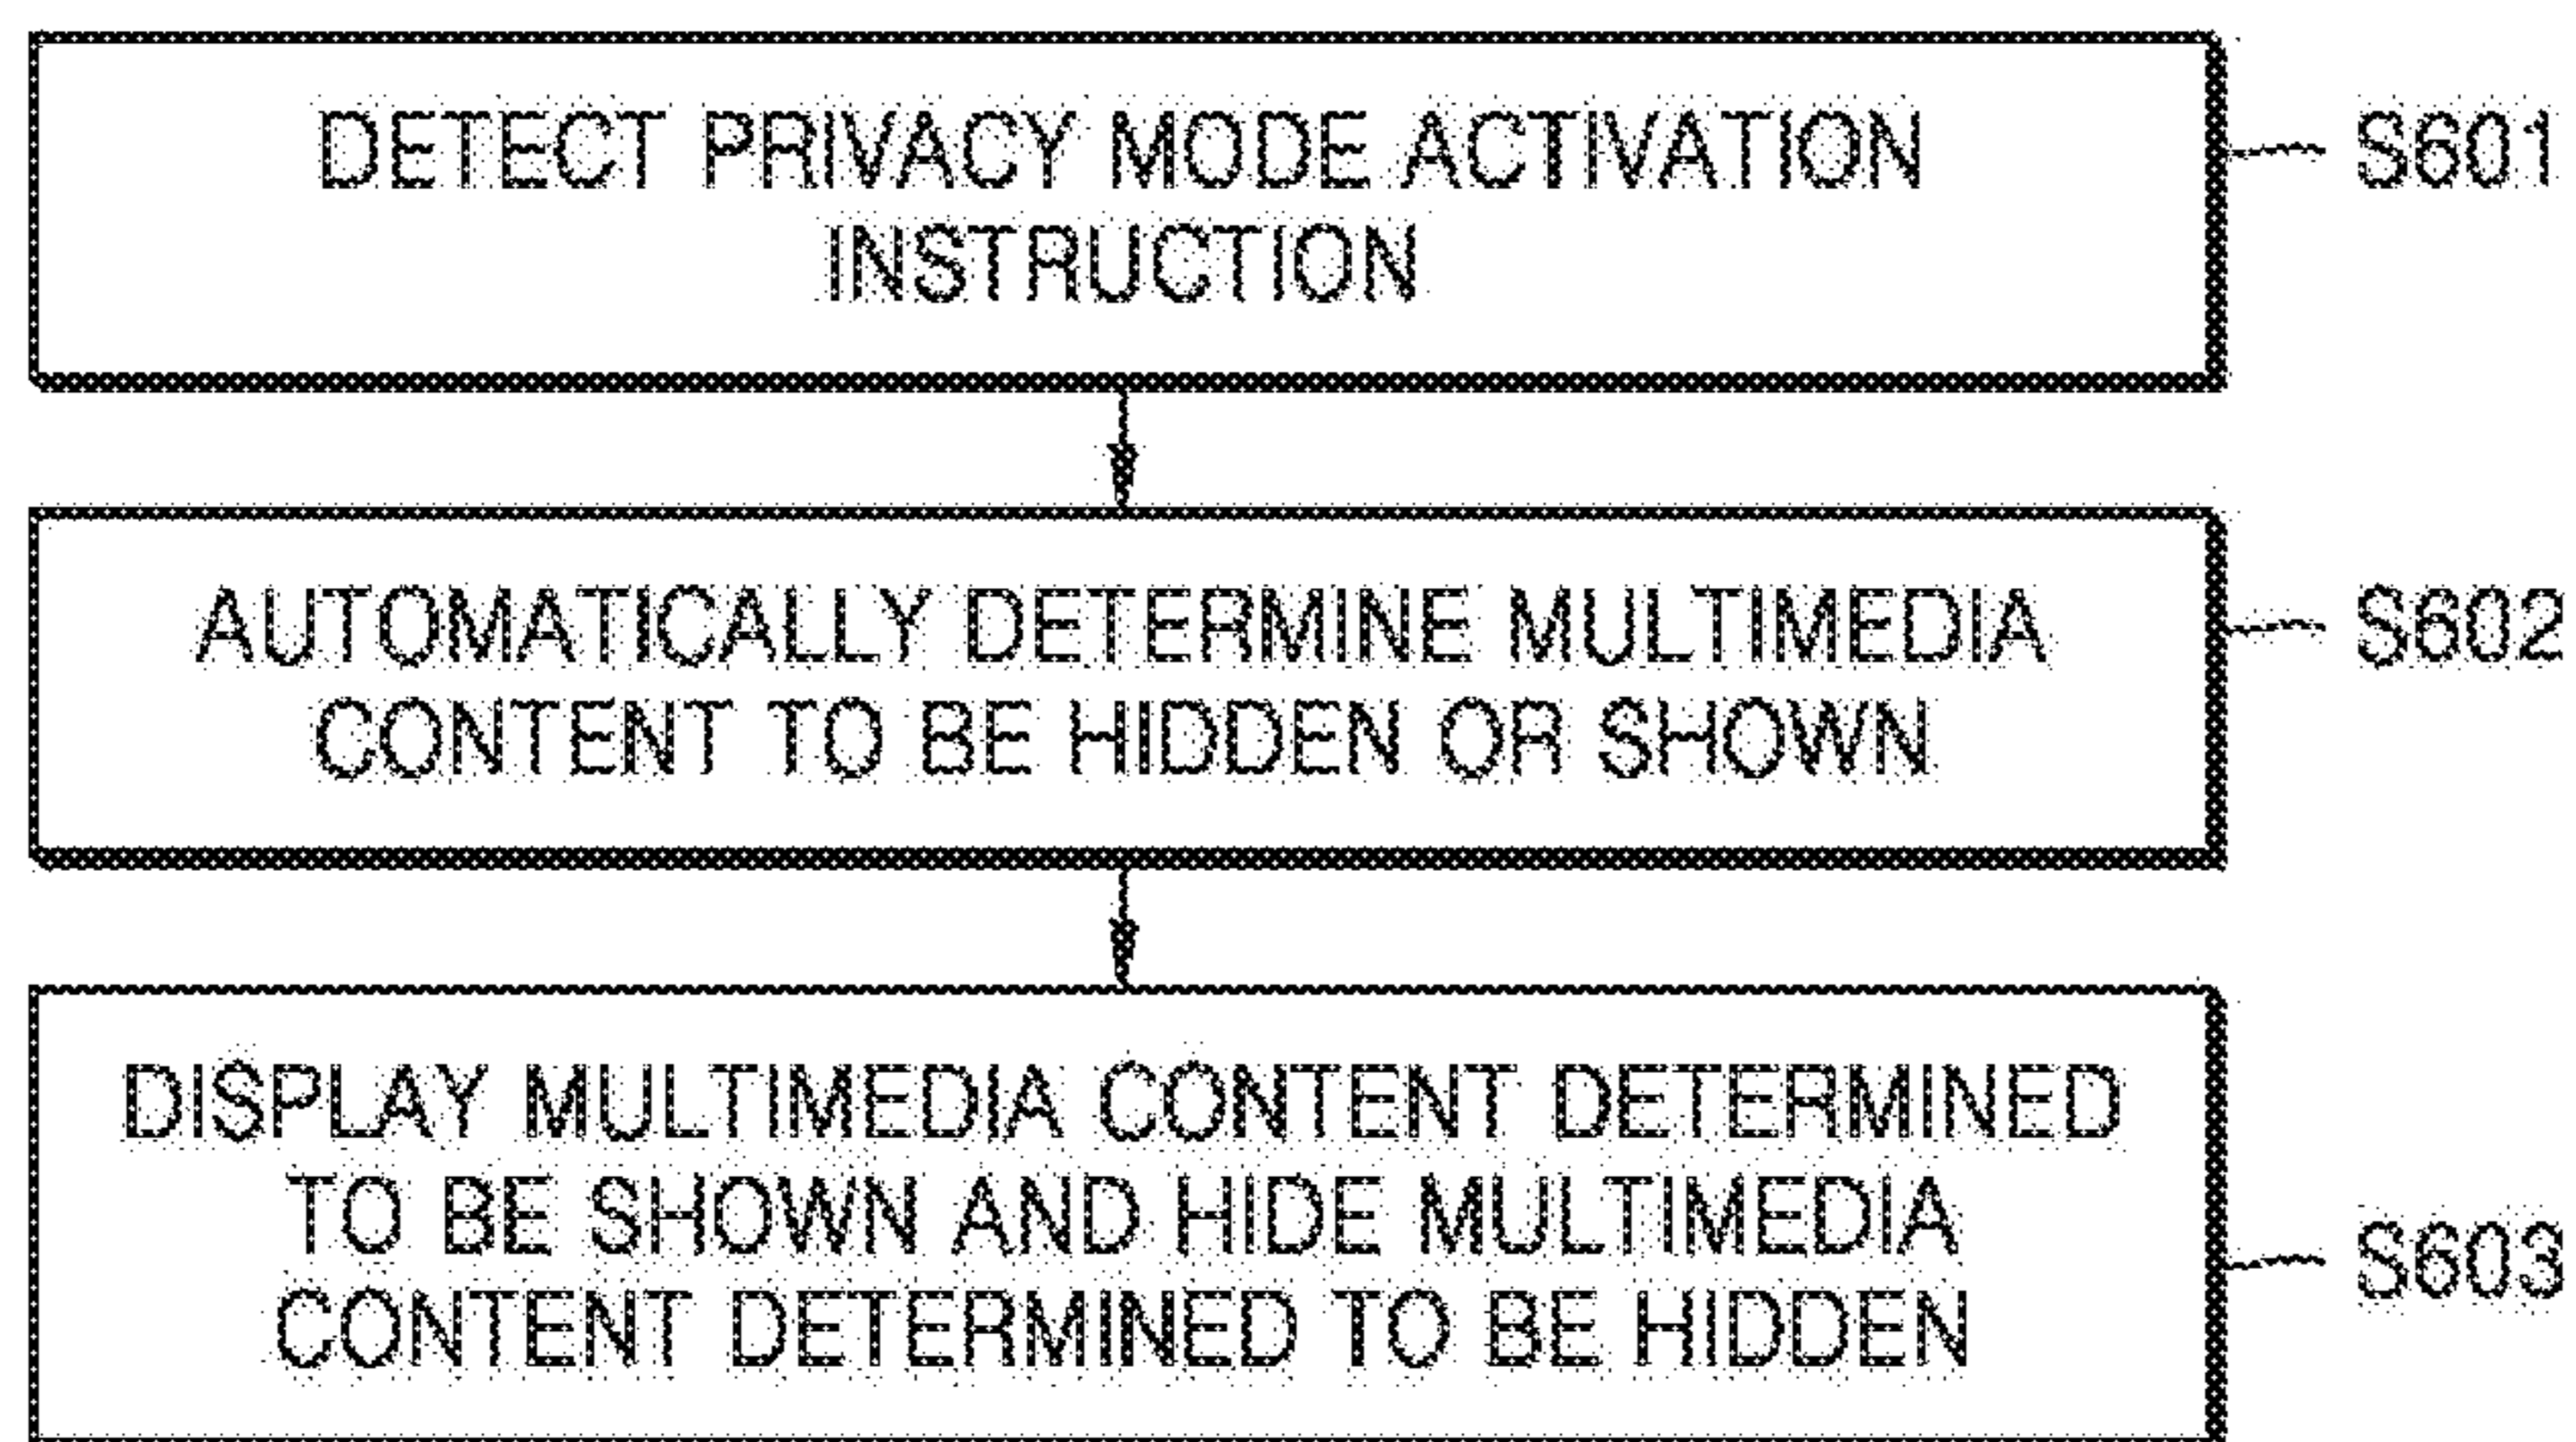 DETECT PRIVACY MODE ACTIVATION
INSTRUCTION
S601
AUTOMATICALLY DETERMINE MULTIMEDIA
CONTENT TO BE HIDDEN OR SHOWN
S602
DISPLAY MULTIMEDIA CONTENT DETERMINED
TO BE SHOWN AND HIDE MULTIMEDIA
CONTENT DETERMINED TO BE HIDDEN
S603